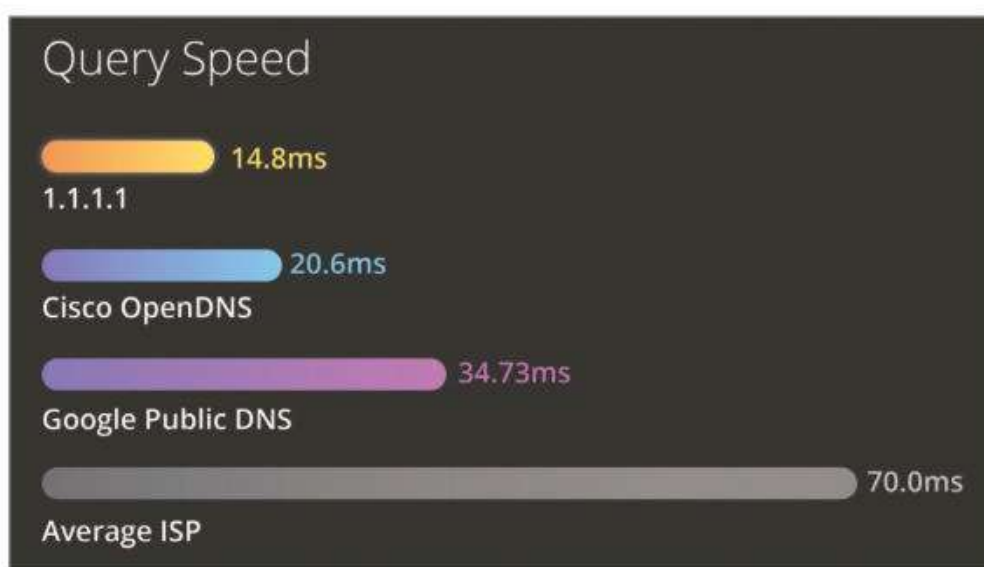 Query Speed
14.8ms
1.1.1.1
20.6ms
Cisco OpenDNS
34.73ms
Google Public DNS
70.0ms
Average ISP